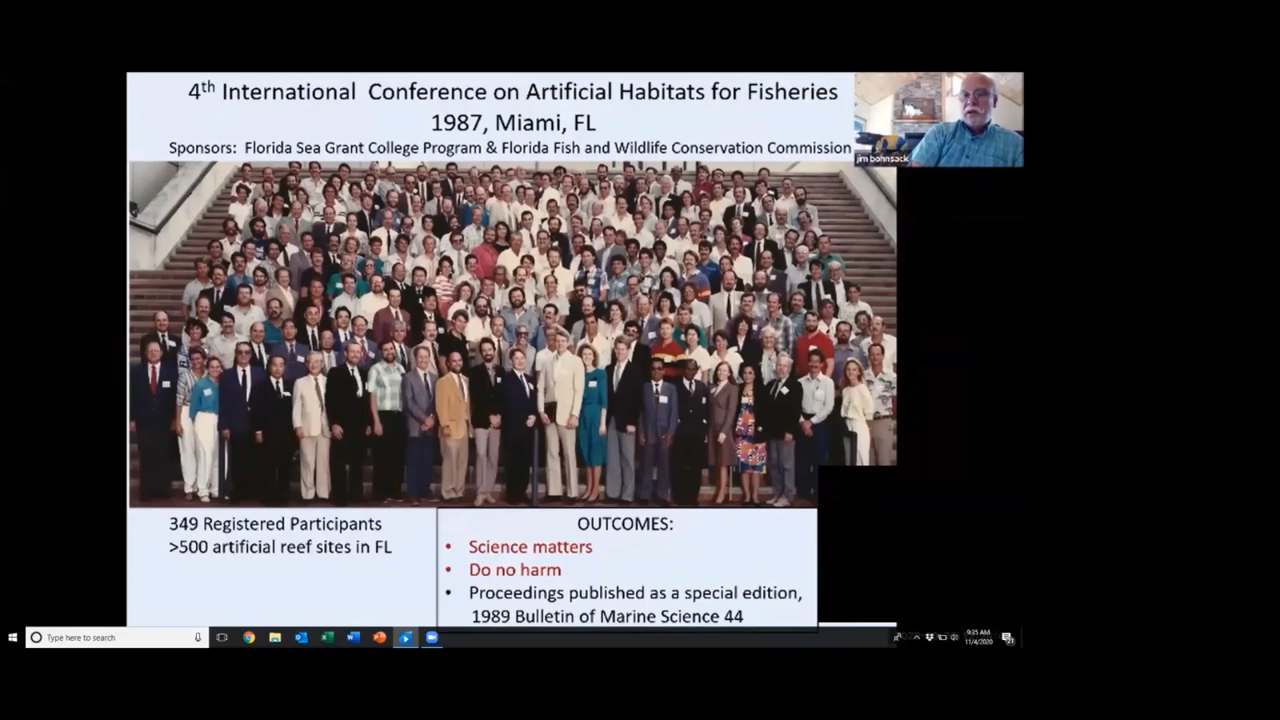 4th International Conference on Artificial Habitats for Fisheries
1987, Miami, FL
Sponsors: Florida Sea Grant College Program & Florida Fish and Wildlife Conservation Commission
jim bohnsack
349 Registered Participants
>500 artificial reef sites in FL
OUTCOMES:
• Science matters
• Do no harm
• Proceedings published as a special edition,
1989 Bulletin of Marine Science 44
Type here to search
9:35 AM
11/4/2020